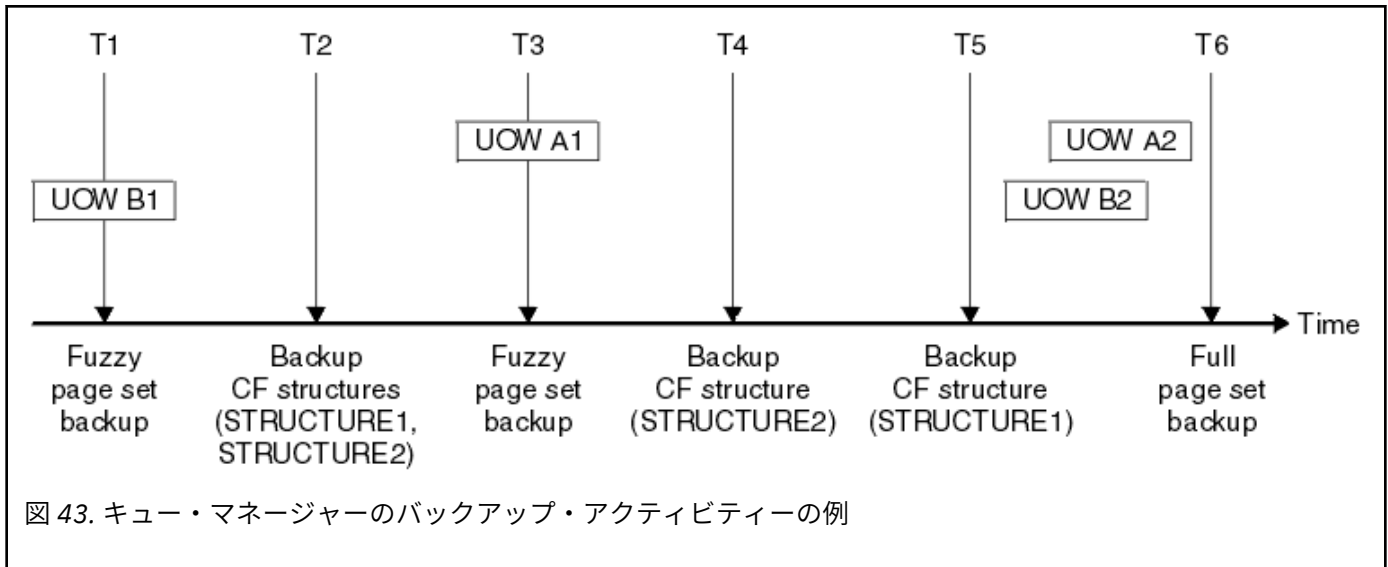 T1
T2
T3
T4
T5
T6
UOW A1
UOW A2
UOW B1
UOW B2
Time
Fuzzy
page set
backup
Backup
CF structures
(STRUCTURE1,
STRUCTURE2)
Fuzzy
page set
backup
Backup
CF structure
(STRUCTURE2)
Backup
CF structure
(STRUCTURE1)
Full
page set
backup
図 43. キュー・マネージャーのバックアップ・アクティビティーの例